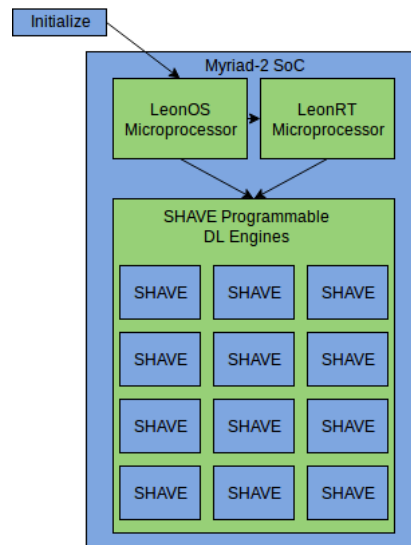 Initialize
Myriad-2 SoC
LeonOS
Microprocessor
LeonRT
Microprocessor
SHAVE Programmable
DL Engines
SHAVE SHAVE SHAVE
SHAVE SHAVE SHAVE
SHAVE SHAVE SHAVE
SHAVE SHAVE SHAVE